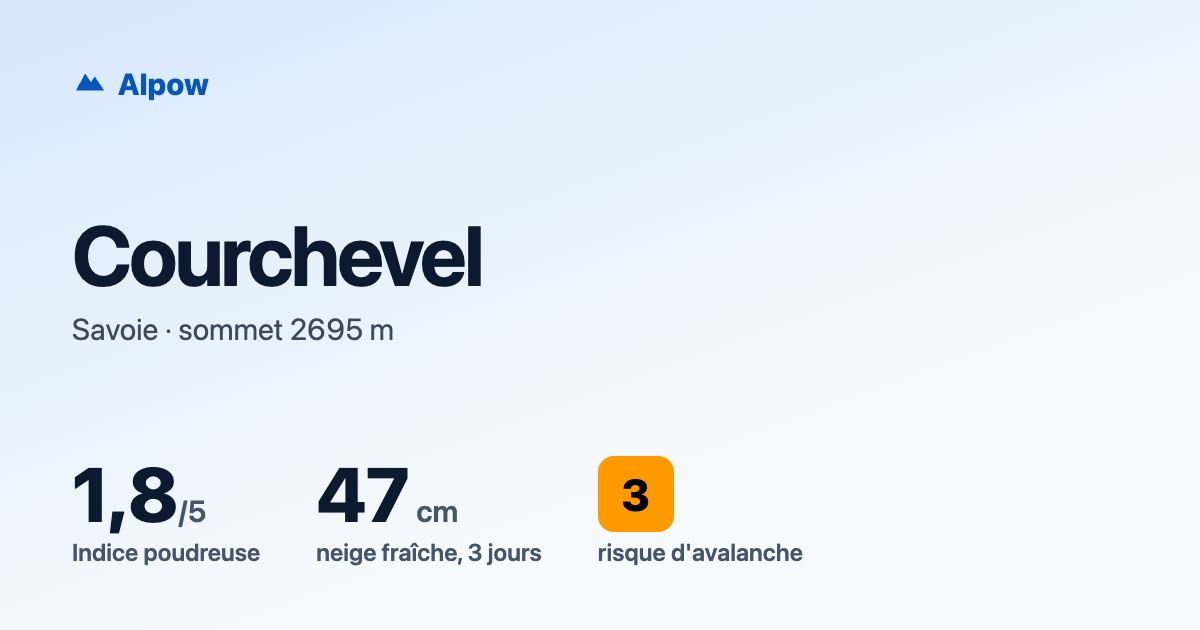 Alpow
Courchevel
Savoie · sommet 2695 m
1,8/5
Indice poudreuse
47 cm
neige fraîche, 3 jours
3
risque d'avalanche